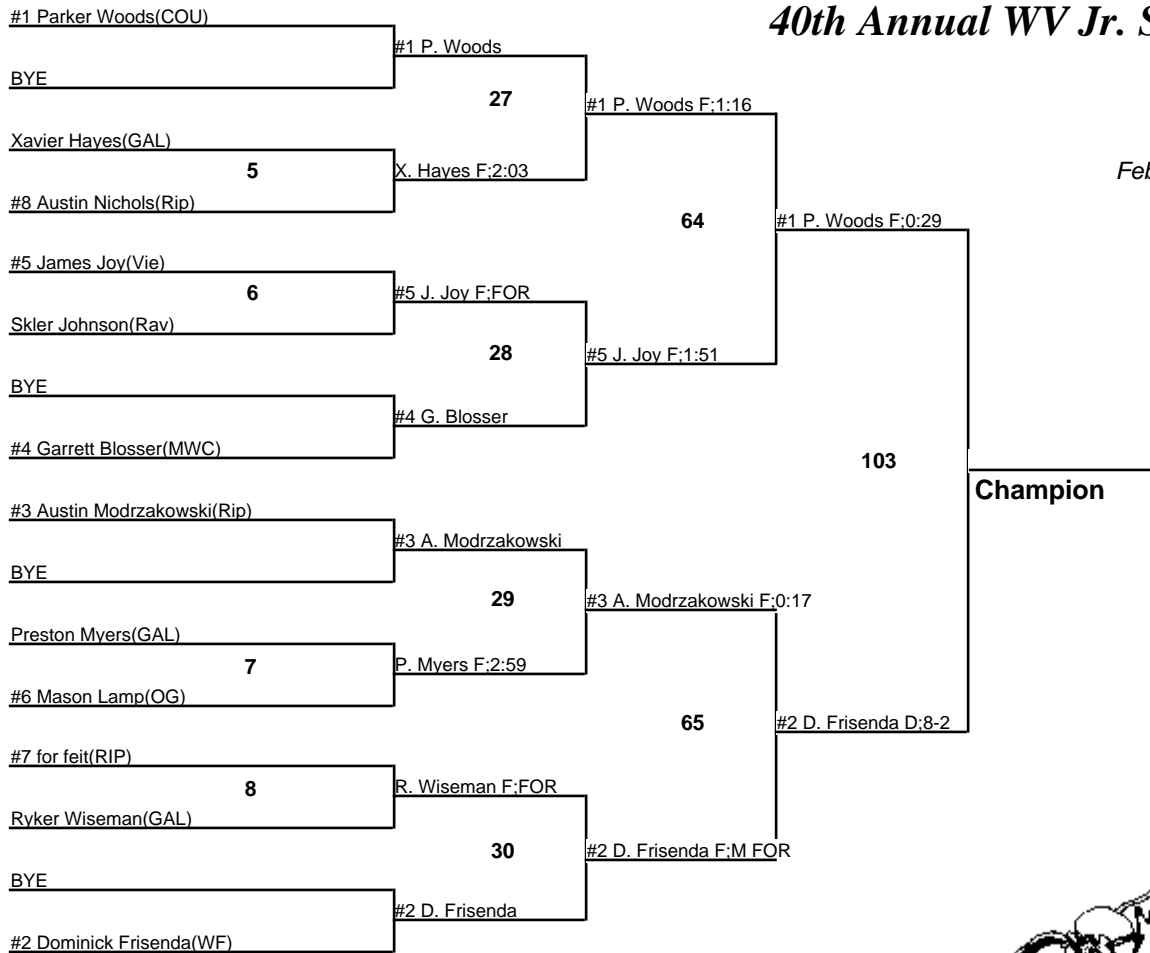 #1 Parker Woods(COU)
40th Annual WV Jr. S
#1 P. Woods
BYE
27
#1 P. Woods F;1:16
Xavier Hayes(GAL)
5
X. Hayes F;2:03
Feb
#8 Austin Nichols(Rip)
64
#1 P. Woods F;0:29
#5 James Joy(Vie)
6
#5 J. Joy F;FOR
Skler Johnson(Rav)
28
#5 J. Joy F;1:51
BYE
#4 G. Blosser
#4 Garrett Blosser(MWC)
103
Champion
#3 Austin Modrzakowski(Rip)
#3 A. Modrzakowski
BYE
29
#3 A. Modrzakowski F;0:17
Preston Myers(GAL)
7
P. Myers F;2:59
#6 Mason Lamp(OG)
65
#2 D. Frisenda D;8-2
#7 for feit(RIP)
8
R. Wiseman F;FOR
Ryker Wiseman(GAL)
30
#2 D. Frisenda F;M FOR
BYE
#2 D. Frisenda
#2 Dominick Frisenda(WF)